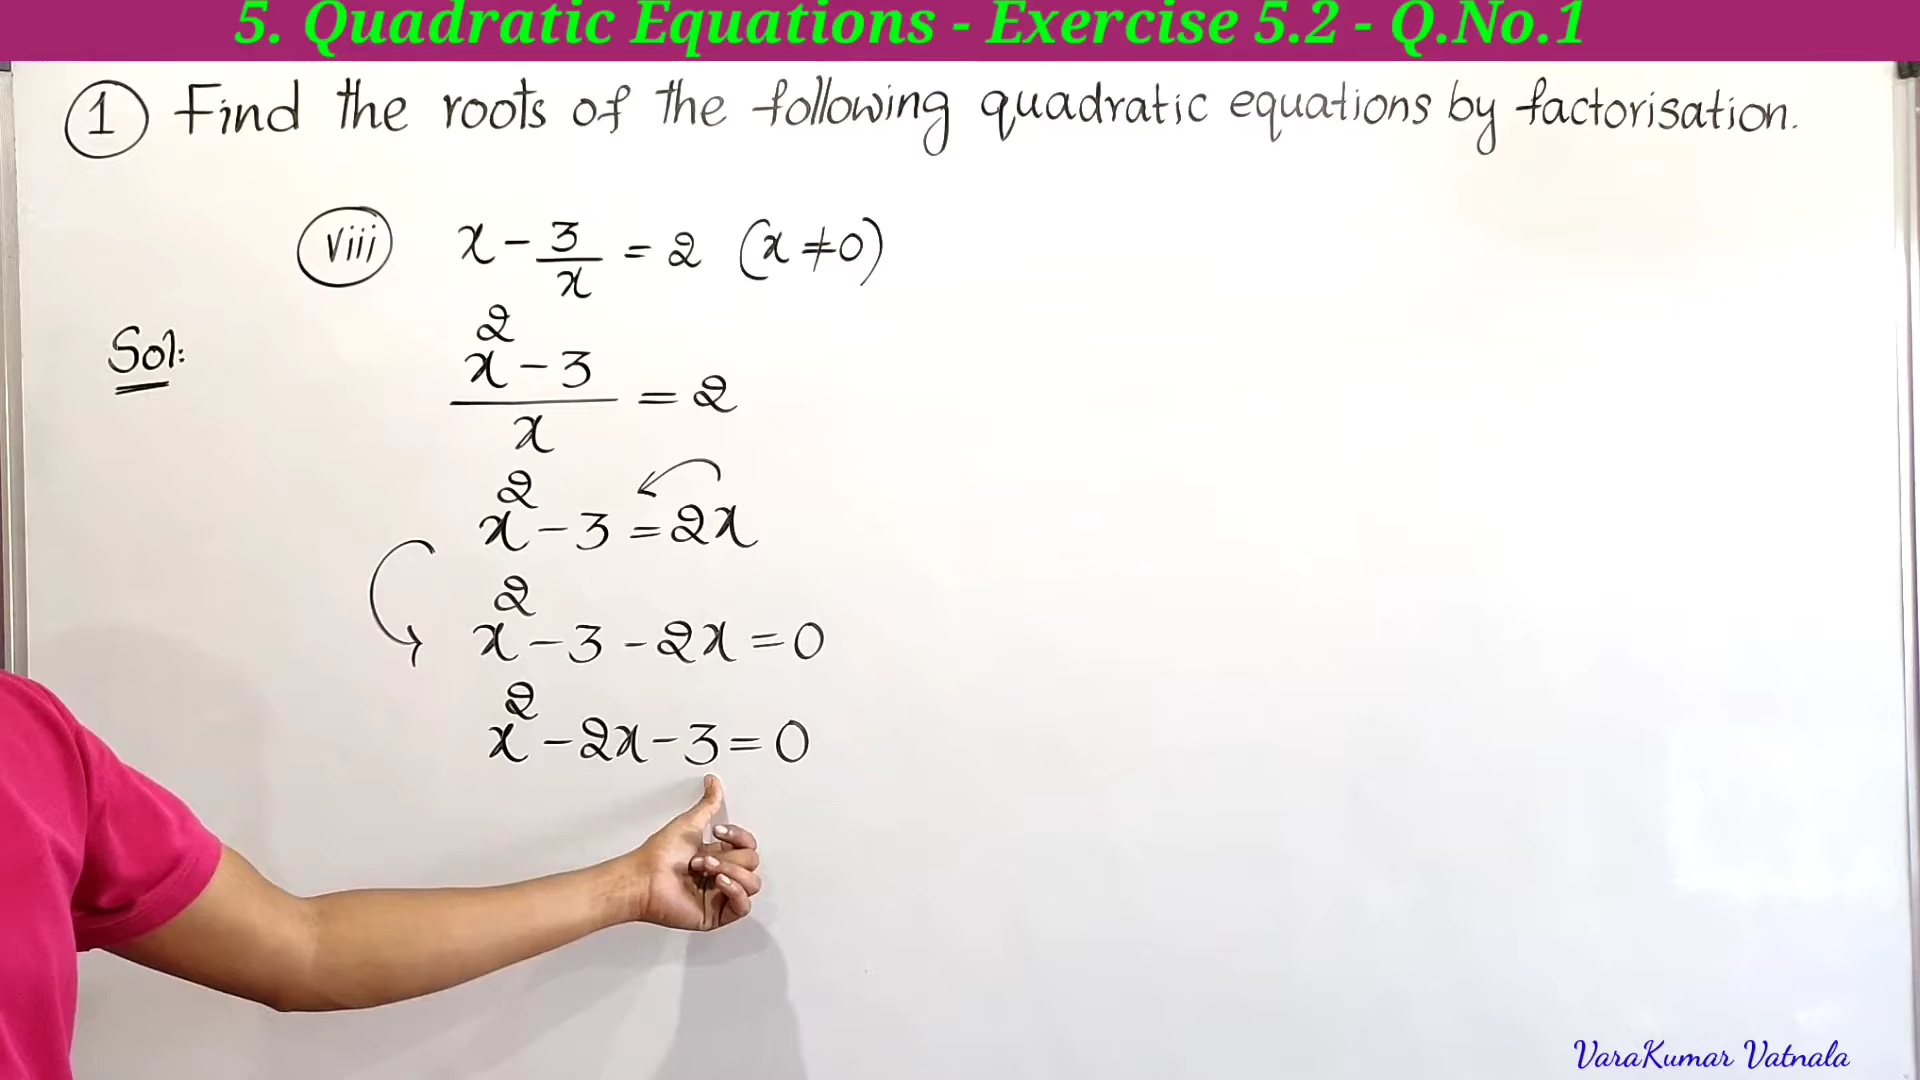 5. Quadratic Equations - Exercise 5.2 - Q.No.1
① Find the roots of the following quadratic equations by factorisation.
(viii) x - 3/x = 2 (x ≠ 0)
Sol:
(x² - 3)/x = 2
x² - 3 = 2x
x² - 3 - 2x = 0
x² - 2x - 3 = 0
VaraKumar Vatnala